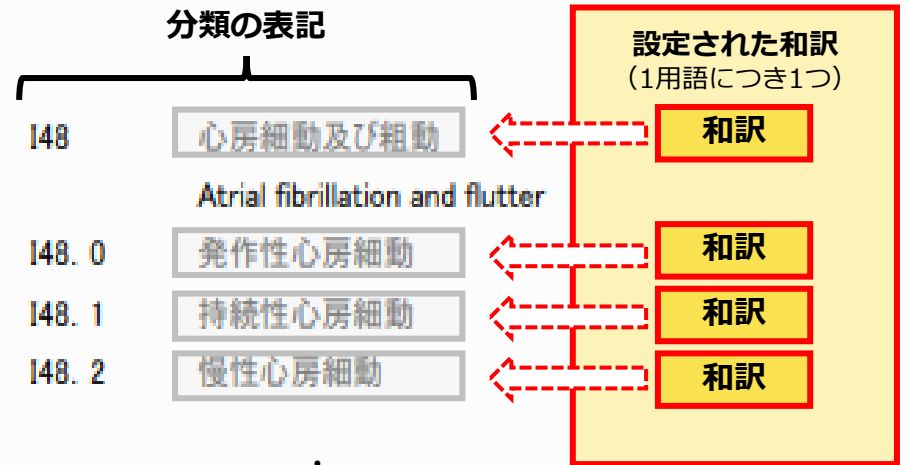 分類の表記
設定された和訳
（1用語につき1つ）
I48 心房細動及び粗動 和訳
Atrial fibrillation and flutter
I48. 0 発作性心房細動 和訳
I48. 1 持続性心房細動 和訳
I48. 2 慢性心房細動 和訳